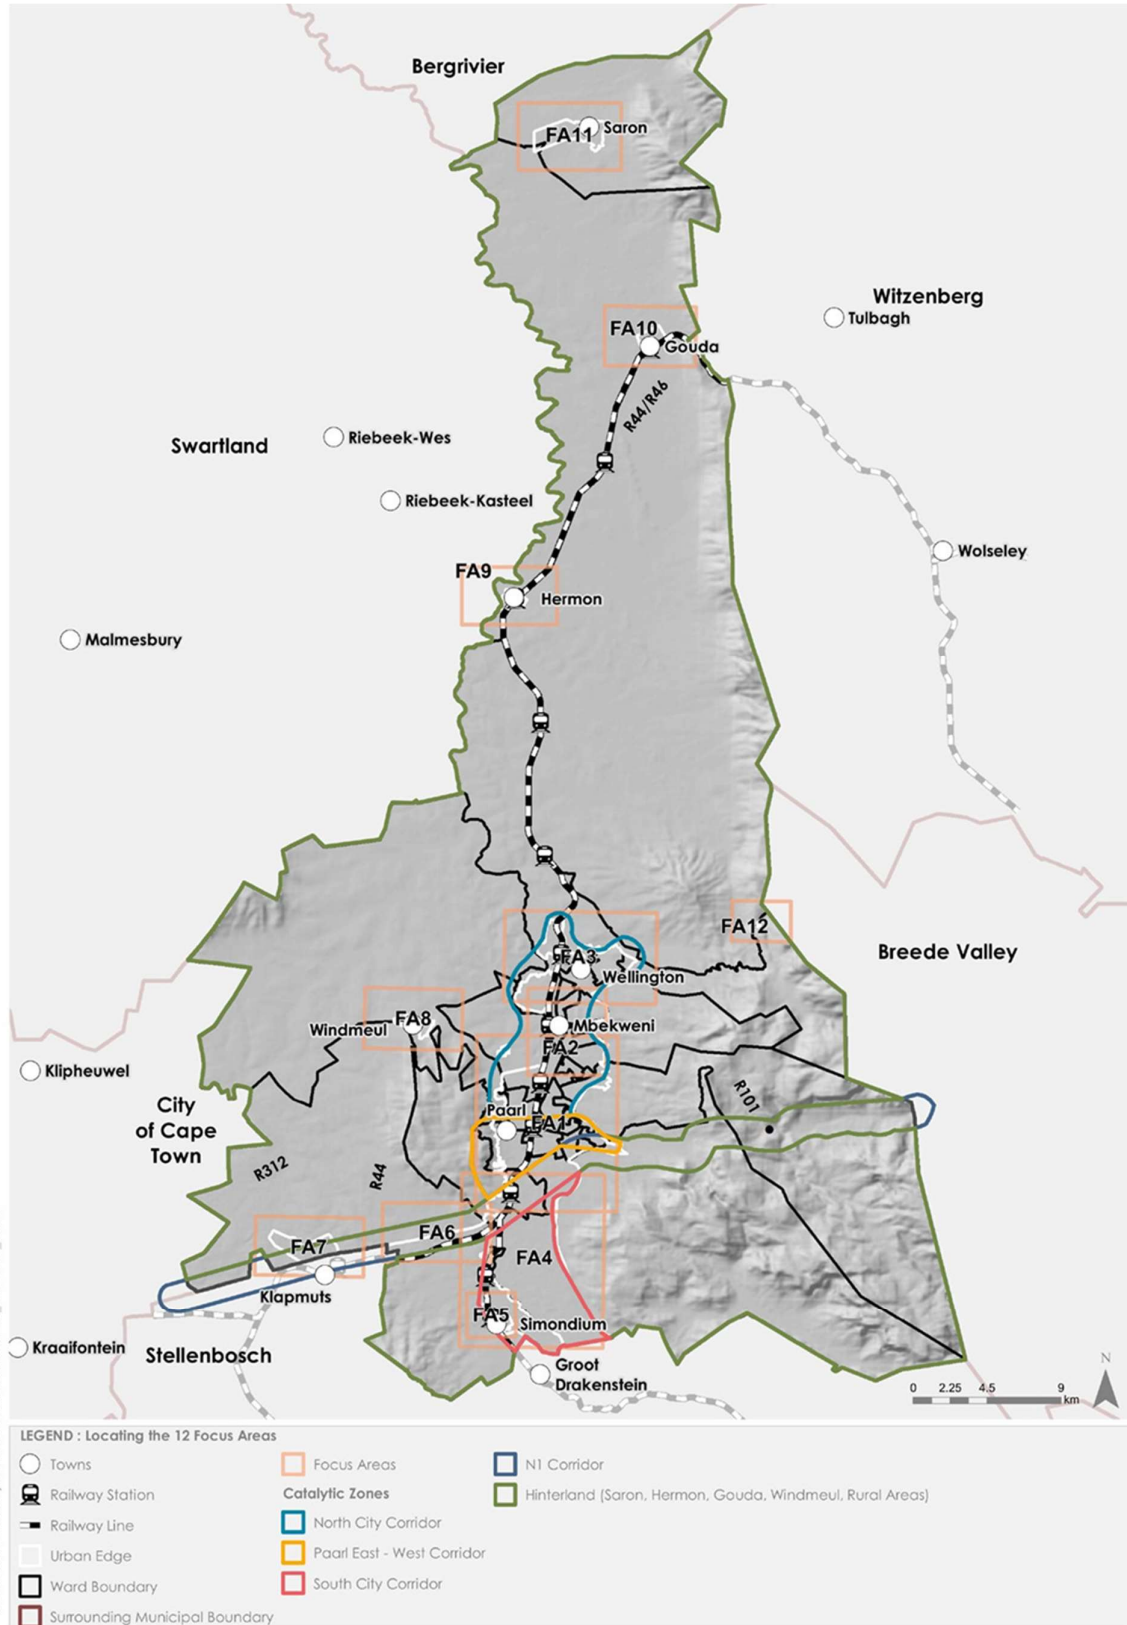 Bergrivier
FA11
Saron
Witzenberg
Tulbagh
FA10
Gouda
R44/R46
Swartland
Riebeek-Wes
Riebeek-Kasteel
Wolseley
FA9
Hermon
Malmesbury
FA12
Breede Valley
FA3
Wellington
FA8
Windmeul
Mbekweni
FA2
Klipheuwel
R101
City
of Cape
Town
Paarl
FA1
R312
R44
FA6
FA7
FA4
Klapmuts
FA5
Simondium
Kraaifontein
Stellenbosch
Groot
Drakenstein
N
0 2.25 4.5 9
km
LEGEND : Locating the 12 Focus Areas
Towns
Railway Station
Railway Line
Urban Edge
Ward Boundary
Surrounding Municipal Boundary
Focus Areas
Catalytic Zones
North City Corridor
Paarl East - West Corridor
South City Corridor
N1 Corridor
Hinterland (Saron, Hermon, Gouda, Windmeul, Rural Areas)